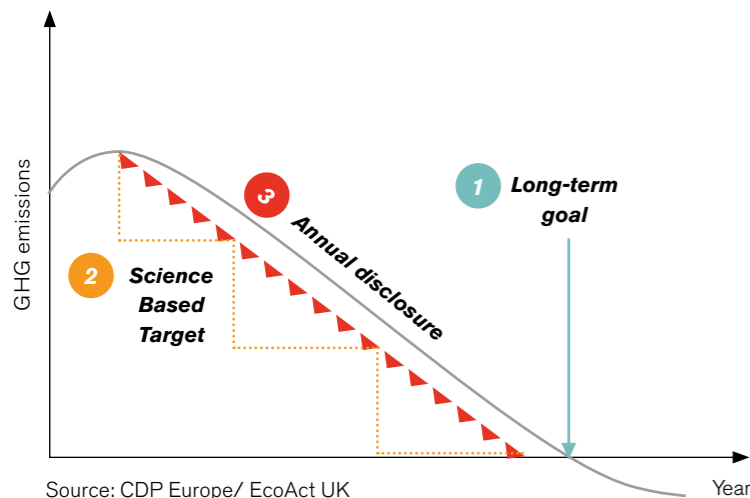 GHG emissions
1
Long-term
goal
3
Annual disclosure
2
Science
Based
Target
Source: CDP Europe/ EcoAct UK
Year